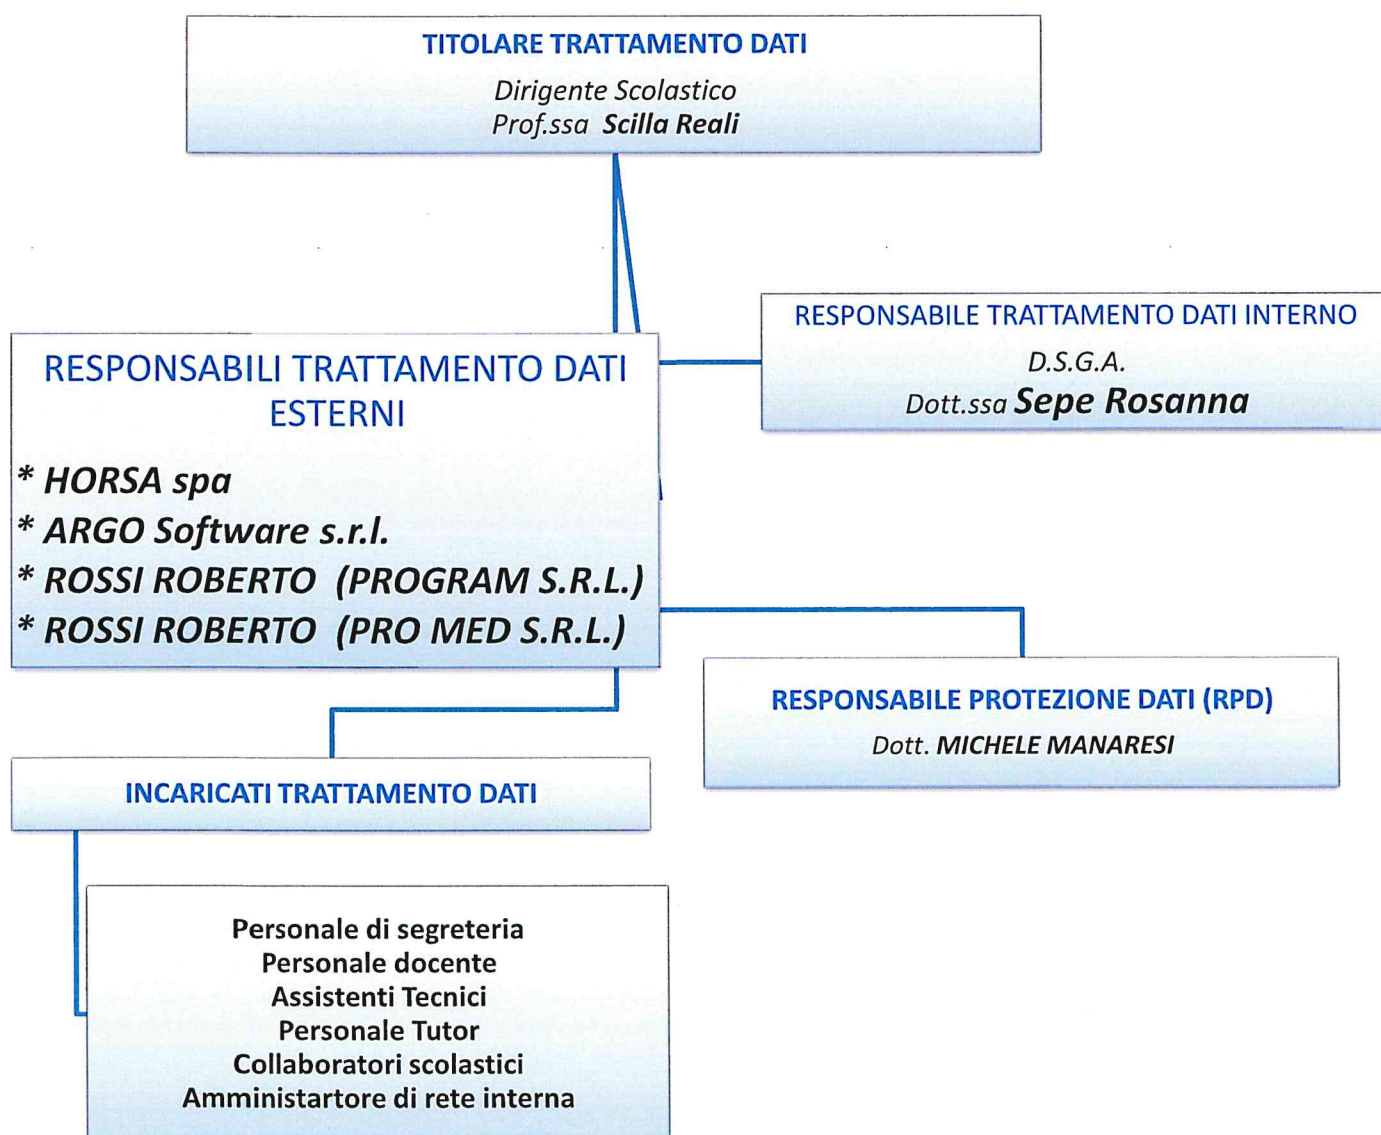 TITOLARE TRATTAMENTO DATI
Dirigente Scolastico
Prof.ssa Scilla Reali
RESPONSABILE TRATTAMENTO DATI INTERNO
D.S.G.A.
Dott.ssa Sepe Rosanna
RESPONSABILI TRATTAMENTO DATI
ESTERNI
* HORSA spa
* ARGO Software s.r.l.
* ROSSI ROBERTO (PROGRAM S.R.L.)
* ROSSI ROBERTO (PRO MED S.R.L.)
RESPONSABILE PROTEZIONE DATI (RPD)
Dott. MICHELE MANARESI
INCARICATI TRATTAMENTO DATI
Personale di segreteria
Personale docente
Assistenti Tecnici
Personale Tutor
Collaboratori scolastici
Amministartore di rete interna